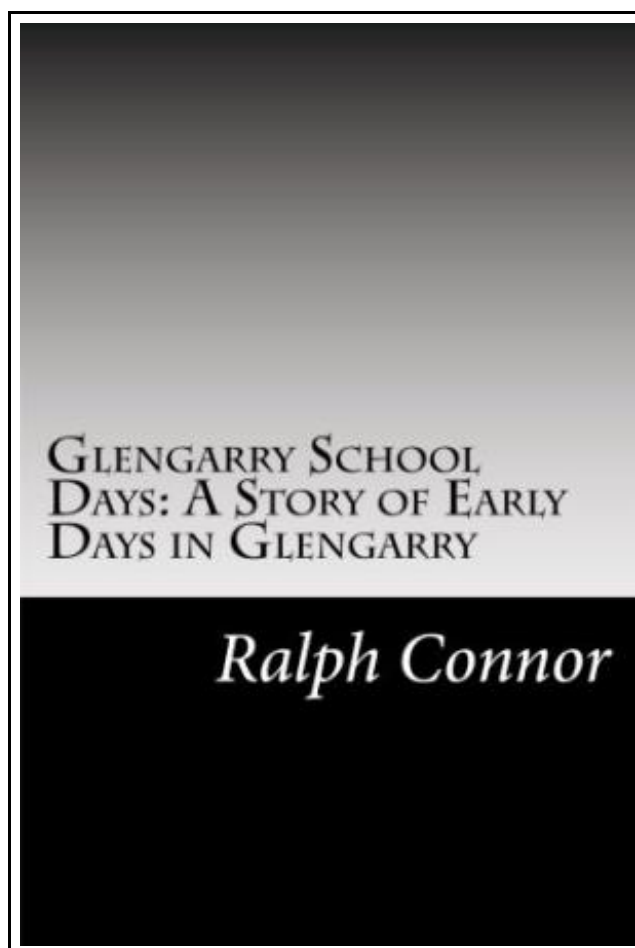 Glengarry School
Days: A Story of Early
Days in Glengarry
Ralph Connor